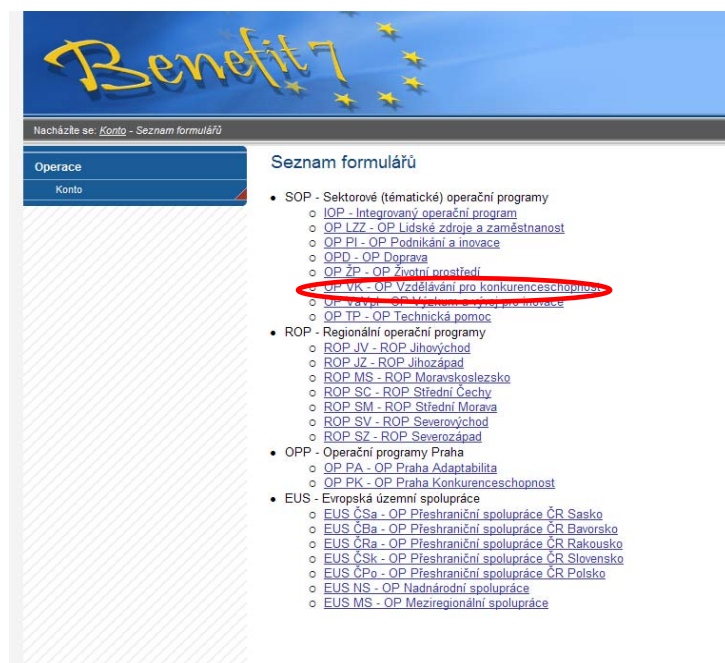 Benefit7
Nacházíte se: Konto - Seznam formulářů
Operace
Konto
Seznam formulářů
SOP - Sektorové (tématické) operační programy
IOP - Integrovaný operační program
OP LZZ - OP Lidské zdroje a zaměstnanost
OP PI - OP Podnikání a inovace
OPD - OP Doprava
OP ŽP - OP Životní prostředí
OP VK - OP Vzdělávání pro konkurenceschopnost
OP VaVpI - OP Výzkum a vývoj pro inovace
OP TP - OP Technická pomoc
ROP - Regionální operační programy
ROP JV - ROP Jihovýchod
ROP JZ - ROP Jihozápad
ROP MS - ROP Moravskoslezsko
ROP SC - ROP Střední Čechy
ROP SM - ROP Střední Morava
ROP SV - ROP Severovýchod
ROP SZ - ROP Severozápad
OPP - Operační programy Praha
OP PA - OP Praha Adaptabilita
OP PK - OP Praha Konkurenceschopnost
EUS - Evropská územní spolupráce
EUS ČSa - OP Přeshraniční spolupráce ČR Sasko
EUS ČBa - OP Přeshraniční spolupráce ČR Bavorsko
EUS ČRa - OP Přeshraniční spolupráce ČR Rakousko
EUS ČSk - OP Přeshraniční spolupráce ČR Slovensko
EUS ČPo - OP Přeshraniční spolupráce ČR Polsko
EUS NS - OP Nadnárodní spolupráce
EUS MS - OP Meziregionální spolupráce